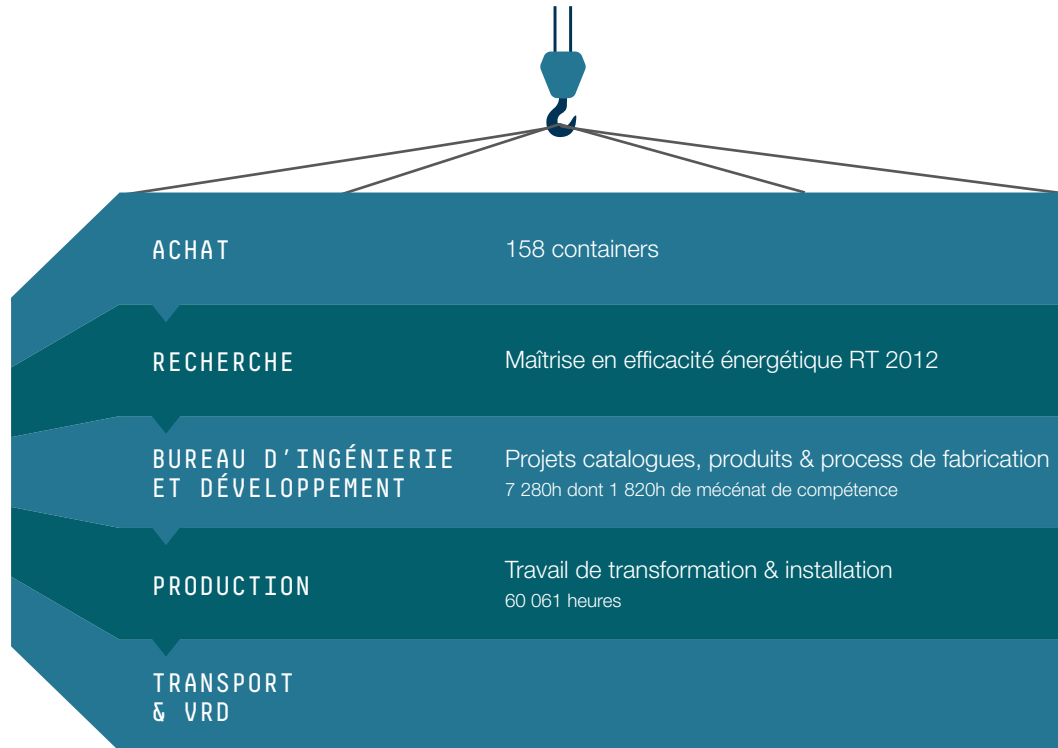 ACHAT
158 containers
RECHERCHE
Maîtrise en efficacité énergétique RT 2012
BUREAU D'INGÉNIERIE
ET DÉVELOPPEMENT
Projets catalogues, produits & process de fabrication
7 280h dont 1 820h de mécénat de compétence
PRODUCTION
Travail de transformation & installation
60 061 heures
TRANSPORT
& VRD